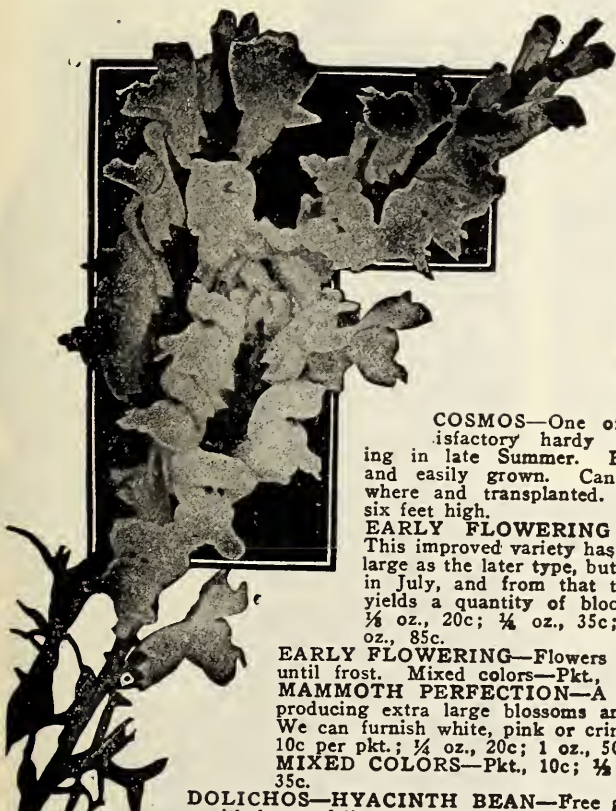 COSMOS—One o
isfactory hardy
ing in late Summer.
and easily grown. Can
where and transplanted.
six feet high.
EARLY FLOWERING
This improved variety has
large as the later type, but
in July, and from that t
yields a quantity of bloo
⅛ oz., 20c; ¼ oz., 35c;
oz., 85c.
EARLY FLOWERING—Flowers
until frost. Mixed colors—Pkt.,
MAMMOTH PERFECTION—A
producing extra large blossoms an
We can furnish white, pink or crim
10c per pkt.; ¼ oz., 20c; 1 oz., 50
MIXED COLORS—Pkt., 10c; ½
35c.
DOLICHOS—HYACINTH BEAN—Free